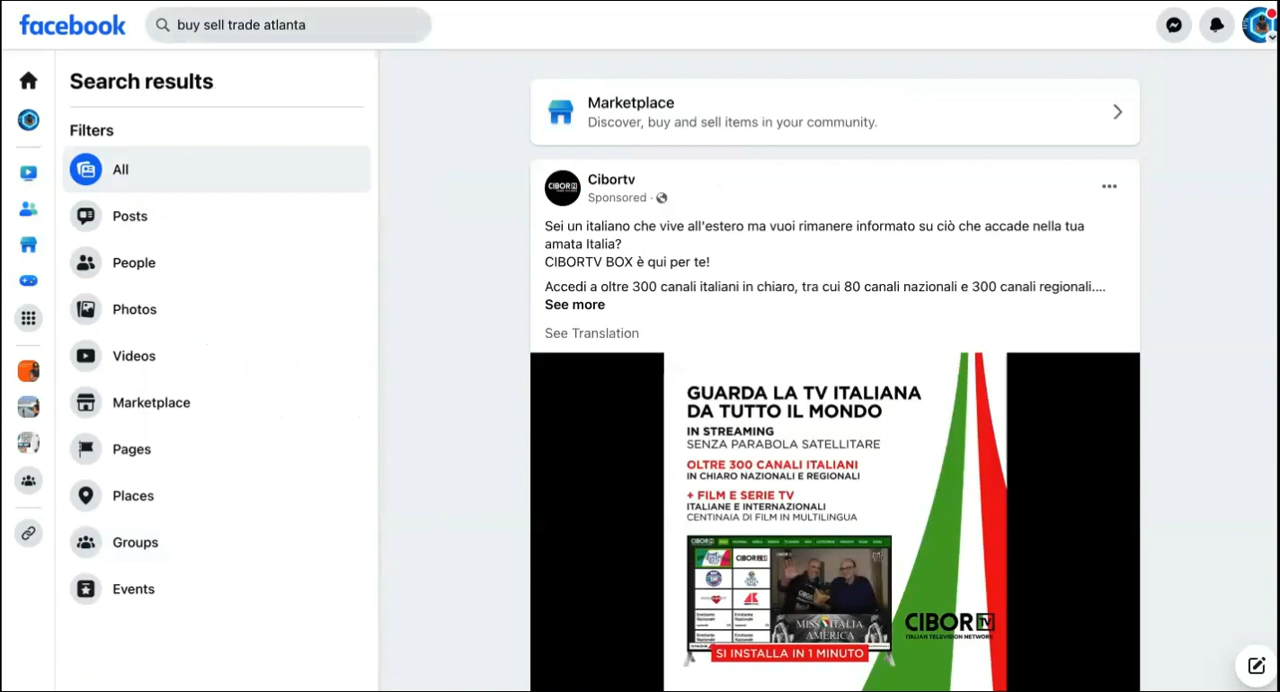 facebook
buy sell trade atlanta
Search results
Filters
All
Posts
People
Photos
Videos
Marketplace
Pages
Places
Groups
Events
Marketplace
Discover, buy and sell items in your community.
CIBORTV
Cibortv
Sponsored ·
Sei un italiano che vive all'estero ma vuoi rimanere informato su ciò che accade nella tua
amata Italia?
CIBORTV BOX è qui per te!
Accedi a oltre 300 canali italiani in chiaro, tra cui 80 canali nazionali e 300 canali regionali....
See more
See Translation
GUARDA LA TV ITALIANA
DA TUTTO IL MONDO
IN STREAMING
SENZA PARABOLA SATELLITARE
OLTRE 300 CANALI ITALIANI
IN CHIARO NAZIONALI E REGIONALI
+ FILM E SERIE TV
ITALIANE E INTERNAZIONALI
CENTINAIA DI FILM IN MULTILINGUA
MISS ITALIA
AMERICA
SI INSTALLA IN 1 MINUTO
CIBORTV
ITALIAN TELEVISION NETWORK